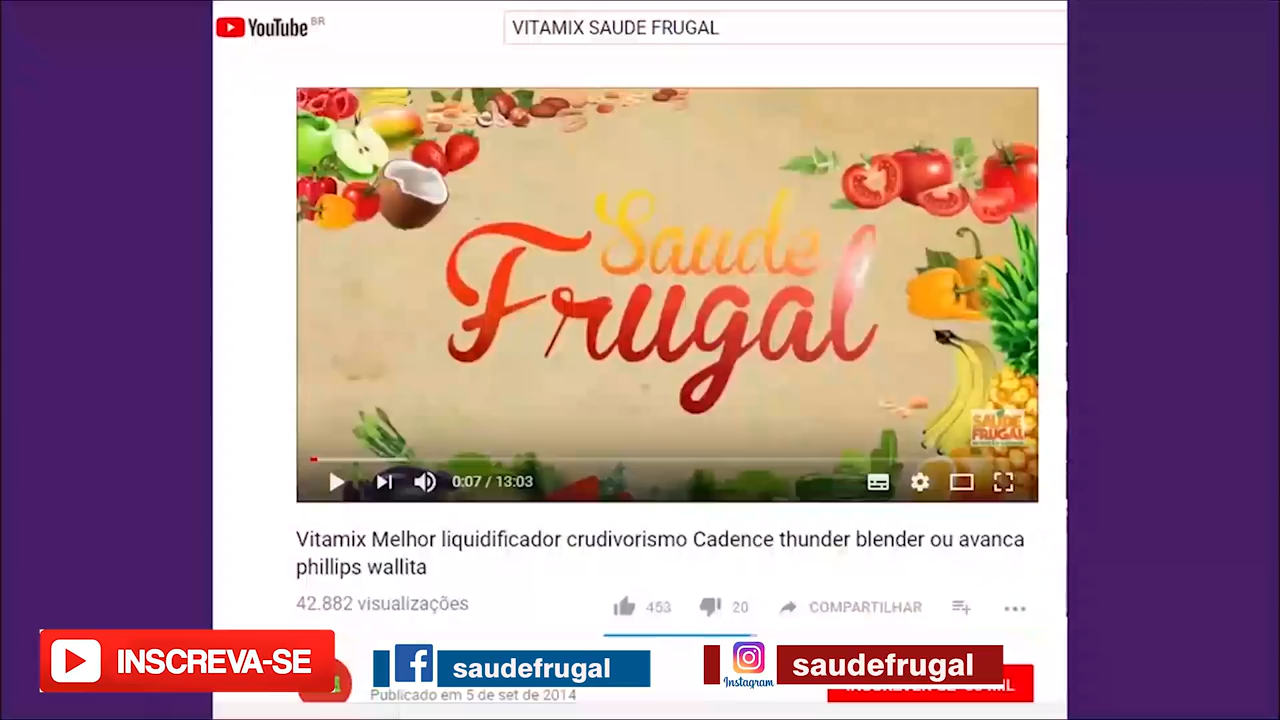 YouTube BR
VITAMIX SAUDE FRUGAL
Saude
Frugal
SAUDE
FRUGAL
0:07 / 13:03
Vitamix Melhor liquidificador crudivorismo Cadence thunder blender ou avanca
phillips wallita
42.882 visualizações
453
20
COMPARTILHAR
INSCREVA-SE
saudefrugal
Instagram
saudefrugal
Publicado em 5 de set de 2014